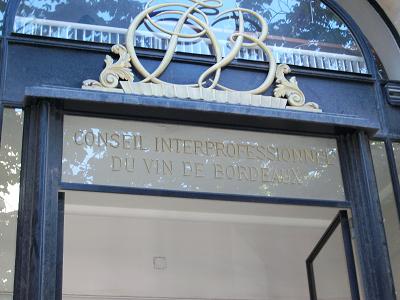 CONSEIL INTERPROFESSIONNEL
DU VIN DE BORDEAUX